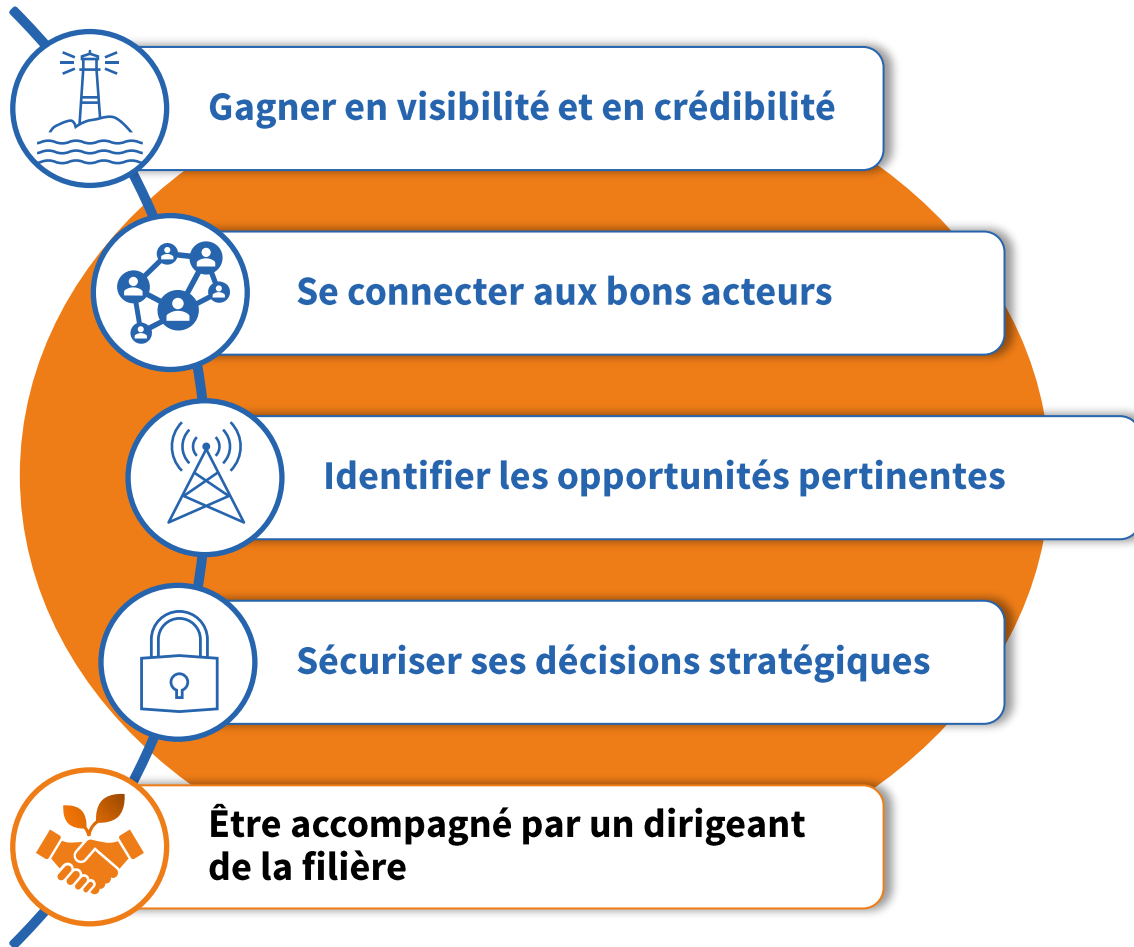 Gagner en visibilité et en crédibilité
Se connecter aux bons acteurs
Identifier les opportunités pertinentes
Sécuriser ses décisions stratégiques
Être accompagné par un dirigeant
de la filière